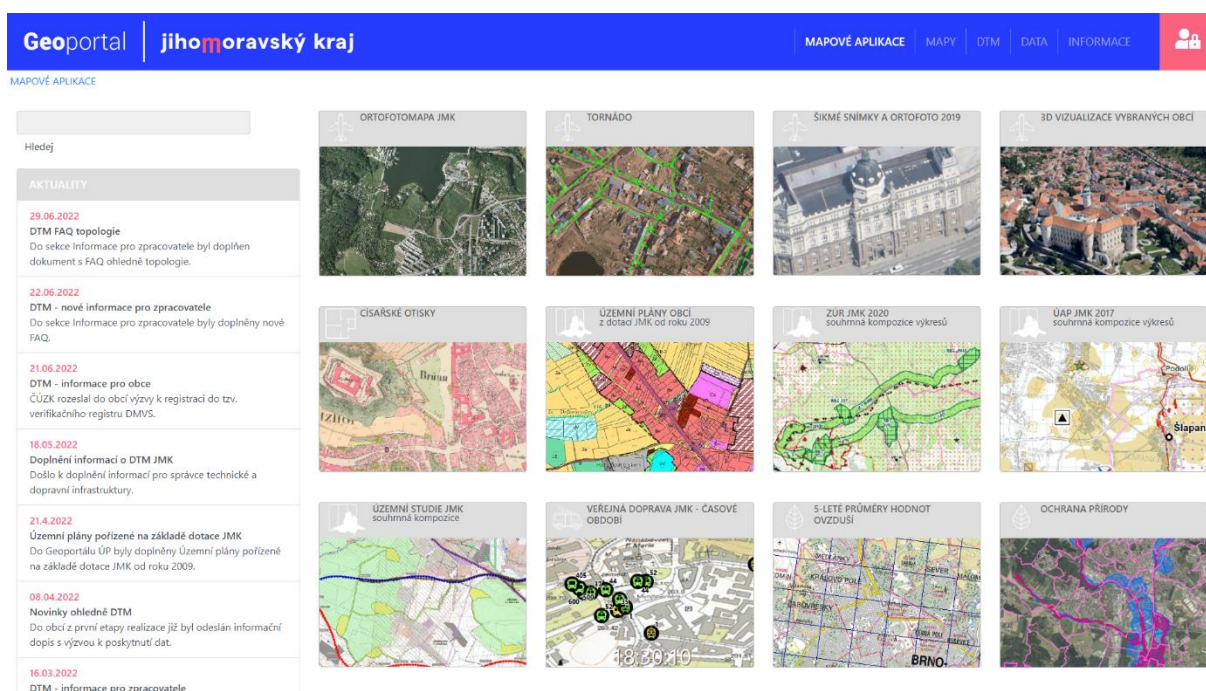 Geoportal jihomoravský kraj
MAPOVÉ APLIKACE MAPY DTM DATA INFORMACE
MAPOVÉ APLIKACE
Hledej
AKTUALITY
29.06.2022
DTM FAQ topologie
Do sekce Informace pro zpracovatele byl doplněn
dokument s FAQ ohledně topologie.
22.06.2022
DTM - nové informace pro zpracovatele
Do sekce Informace pro zpracovatele byly doplněny nové
FAQ.
21.06.2022
DTM - informace pro obce
ČÚZK rozeslal do obcí výzvy k registraci do tzv.
verifikačního registru DMVS.
18.05.2022
Doplnění informací o DTM JMK
Došlo k doplnění informací pro správce technické a
dopravní infrastruktury.
21.4.2022
Územní plány pořízené na základě dotace JMK
Do Geoportálu ÚP byly doplněny Územní plány pořízené
na základě dotace JMK od roku 2009.
08.04.2022
Novinky ohledně DTM
Do obcí z první etapy realizace již byl odeslán informační
dopis s výzvou k poskytnutí dat.
16.03.2022
DTM - informace pro zpracovatele
ORTOFOTOMAPA JMK
TORNÁDO
ŠIKMÉ SNÍMKY A ORTOFOTO 2019
3D VIZUALIZACE VYBRANÝCH OBCÍ
CÍSAŘSKÉ OTISKY
Brána
ÚZEMNÍ PLÁNY OBCÍ
z dotací JMK od roku 2009
ZÚR JMK 2020
souhrnná kompozice výkresů
ÚAP JMK 2017
souhrnná kompozice výkresů
Podolí
Šlapan
ÚZEMNÍ STUDIE JMK
souhrnná kompozice
VEŘEJNÁ DOPRAVA JMK - ČASOVÉ
OBDOBÍ
405
52
44
44
600
18:30:10
5-LETÉ PRŮMĚRY HODNOT
OVZDUŠÍ
MEDLÁNKY
SEVER
KRÁLOVO POLE
ŽABOVŘESKY
BRNO-
OCHRANA PŘÍRODY